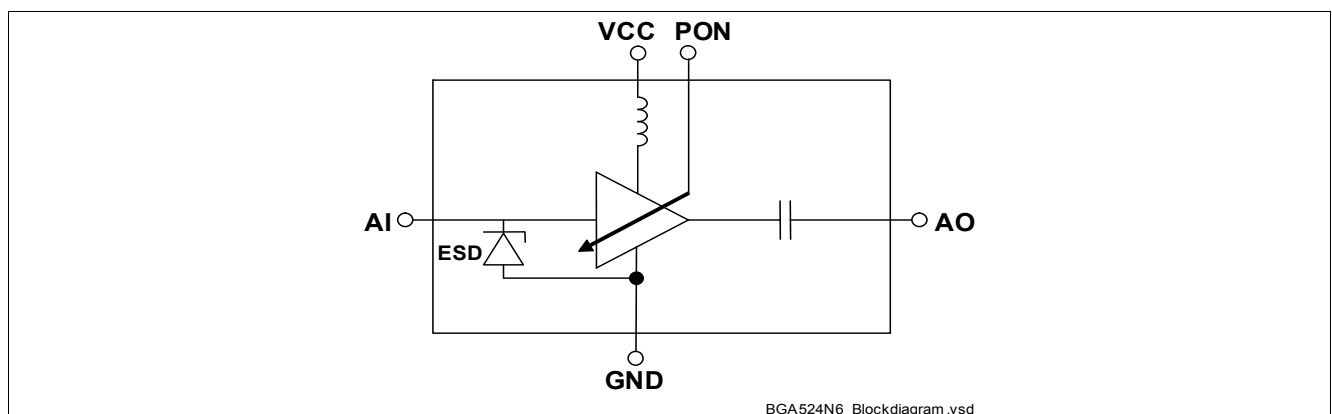 VCC PON
AI
ESD
AO
GND
BGA524N6_Blockdiagram.vsd